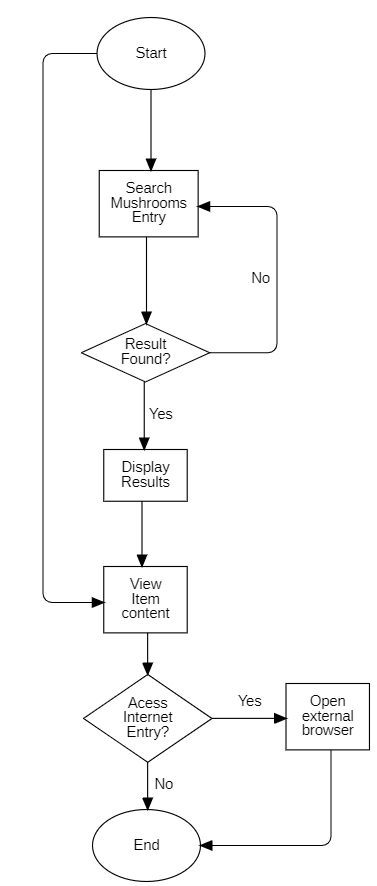 Start
Search
Mushrooms
Entry
No
Result
Found?
Yes
Display
Results
View
Item
content
Acess
Internet
Entry?
Yes
Open
external
browser
No
End